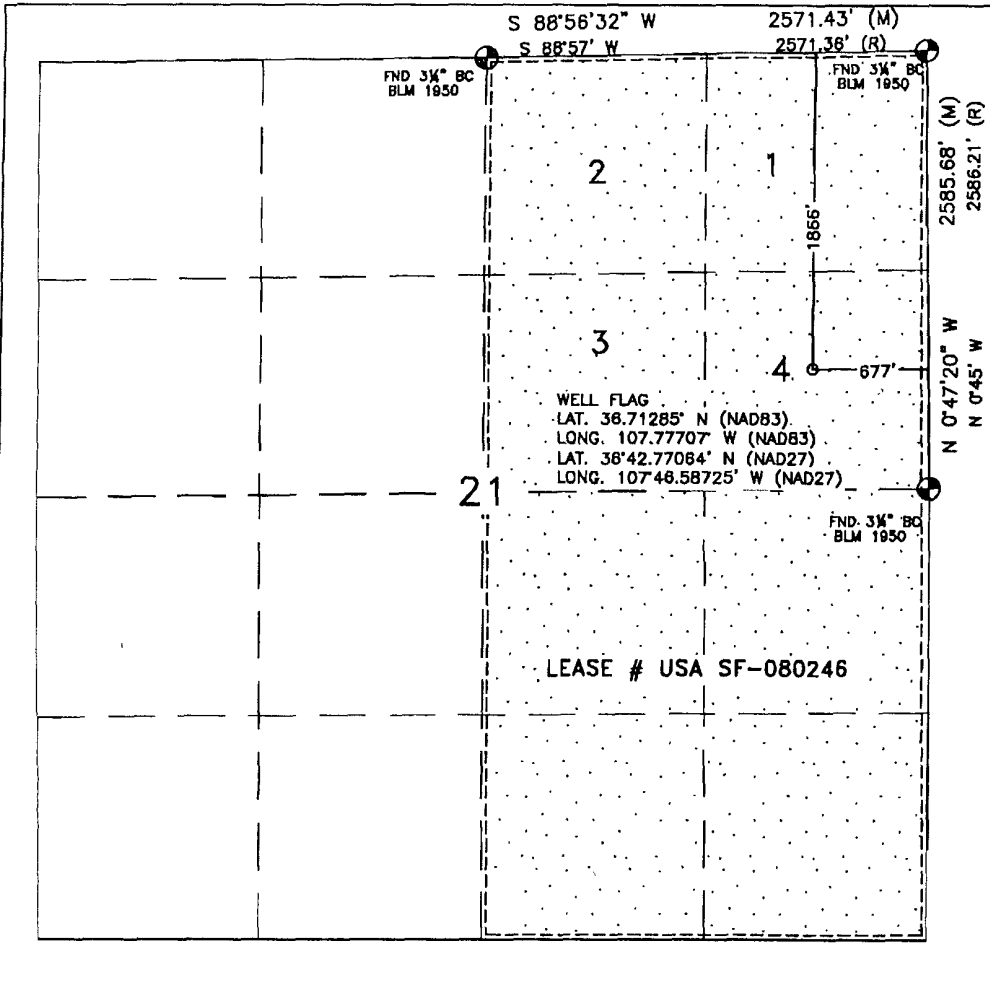 S 88°56'32" W 2571.43' (M)
S 88°57' W 2571.36' (R)
FND 3¼" BC
BLM 1950
FND 3¼" BC
BLM 1950
2585.68' (M)
2586.21' (R)
2
1
1866'
3
4
677'
N 0°47'20" W
N 0°45' W
WELL FLAG
LAT. 36.71285° N (NAD83)
LONG. 107.77707° W (NAD83)
LAT. 36°42.77064' N (NAD27)
LONG. 107°46.58725' W (NAD27)
21
FND. 3¼" BC
BLM 1950
LEASE # USA SF-080246